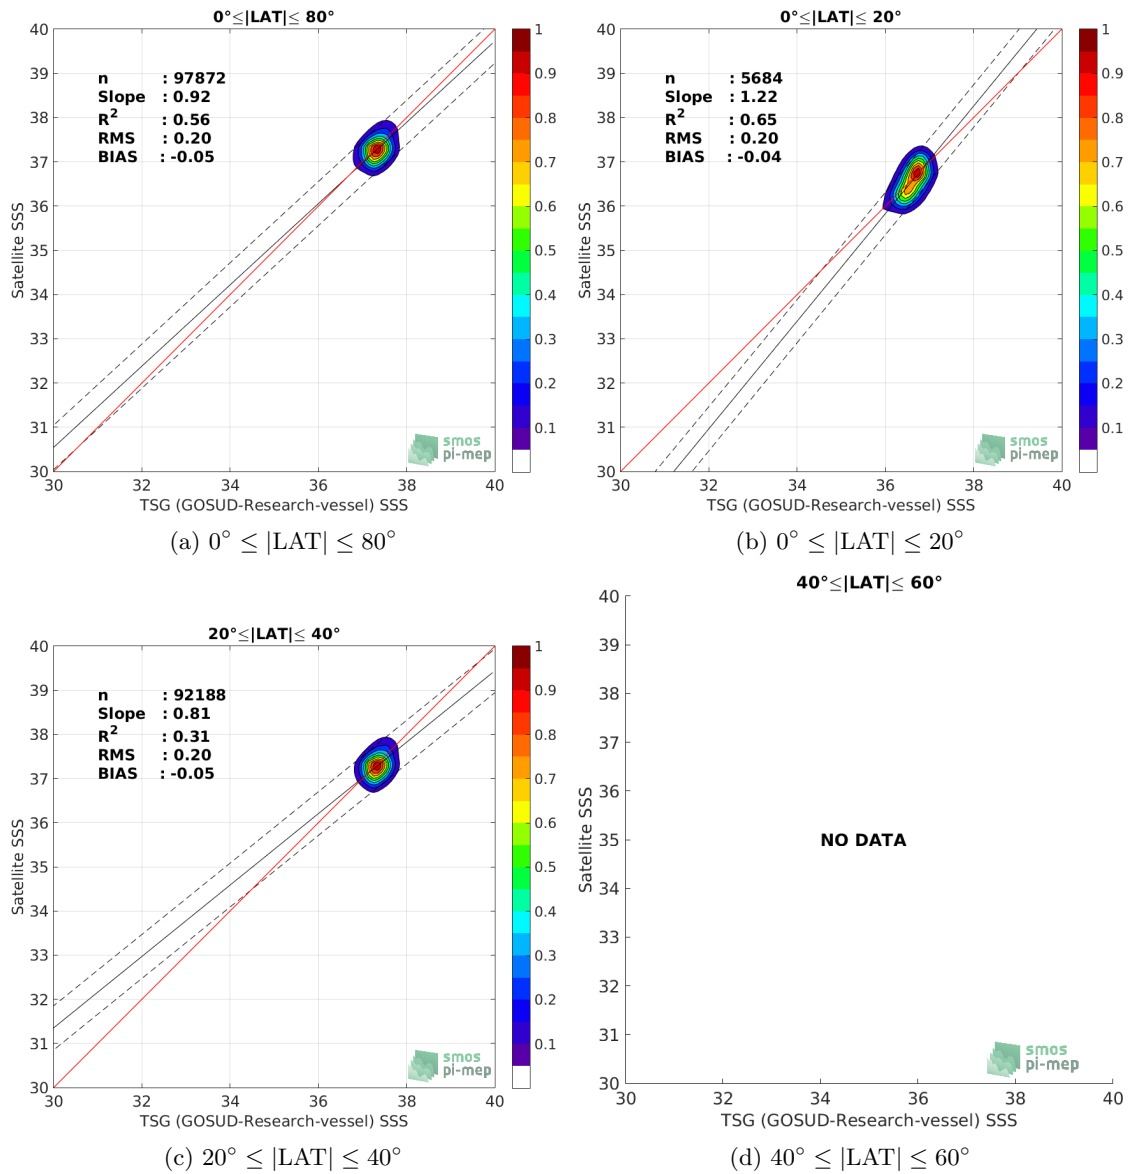 0°≤|LAT|≤ 80°
40
39
38
37
36
35
34
33
32
31
30
30
32
34
36
38
40
Satellite SSS
TSG (GOSUD-Research-vessel) SSS
n : 97872
Slope : 0.92
R² : 0.56
RMS : 0.20
BIAS : -0.05
1
0.9
0.8
0.7
0.6
0.5
0.4
0.3
0.2
0.1
smos
pi-mep
(a) 0° ≤ |LAT| ≤ 80°
0°≤|LAT|≤ 20°
40
39
38
37
36
35
34
33
32
31
30
30
32
34
36
38
40
Satellite SSS
TSG (GOSUD-Research-vessel) SSS
n : 5684
Slope : 1.22
R² : 0.65
RMS : 0.20
BIAS : -0.04
1
0.9
0.8
0.7
0.6
0.5
0.4
0.3
0.2
0.1
smos
pi-mep
(b) 0° ≤ |LAT| ≤ 20°
20°≤|LAT|≤ 40°
40
39
38
37
36
35
34
33
32
31
30
30
32
34
36
38
40
Satellite SSS
TSG (GOSUD-Research-vessel) SSS
n : 92188
Slope : 0.81
R² : 0.31
RMS : 0.20
BIAS : -0.05
1
0.9
0.8
0.7
0.6
0.5
0.4
0.3
0.2
0.1
smos
pi-mep
(c) 20° ≤ |LAT| ≤ 40°
40°≤|LAT|≤ 60°
40
39
38
37
36
35
34
33
32
31
30
30
32
34
36
38
40
Satellite SSS
TSG (GOSUD-Research-vessel) SSS
NO DATA
smos
pi-mep
(d) 40° ≤ |LAT| ≤ 60°